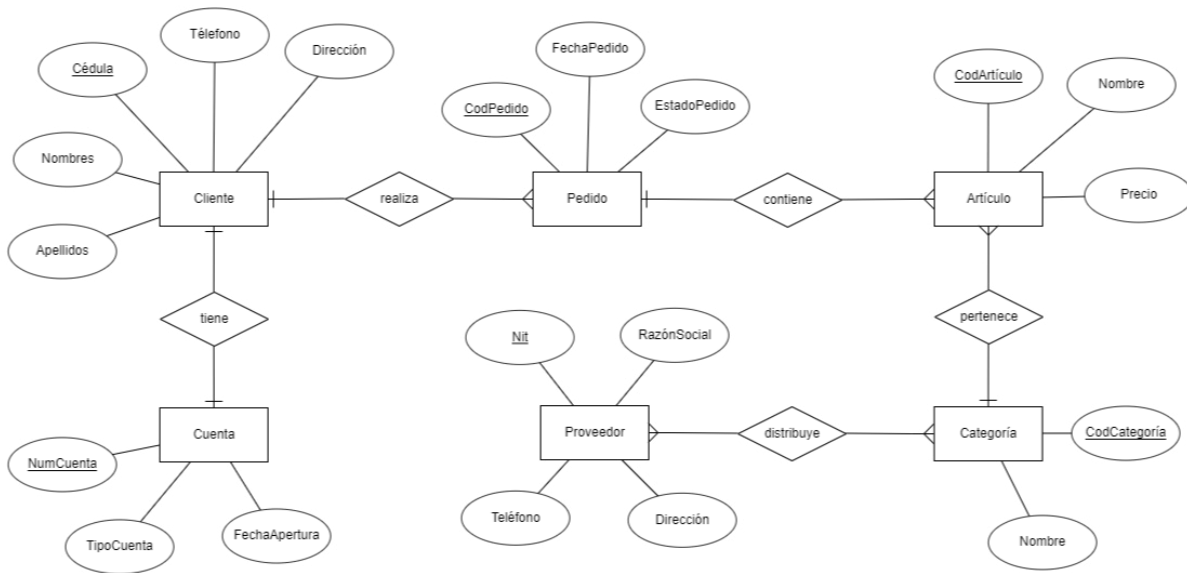 Télefono
Cédula
Dirección
Nombres
Cliente
Apellidos
realiza
FechaPedido
CodPedido
EstadoPedido
Pedido
contiene
CodArtículo
Nombre
Artículo
Precio
tiene
pertenece
Nit
RazónSocial
Proveedor
Teléfono
Dirección
distribuye
Categoría
CodCategoría
Nombre
Cuenta
NumCuenta
TipoCuenta
FechaApertura